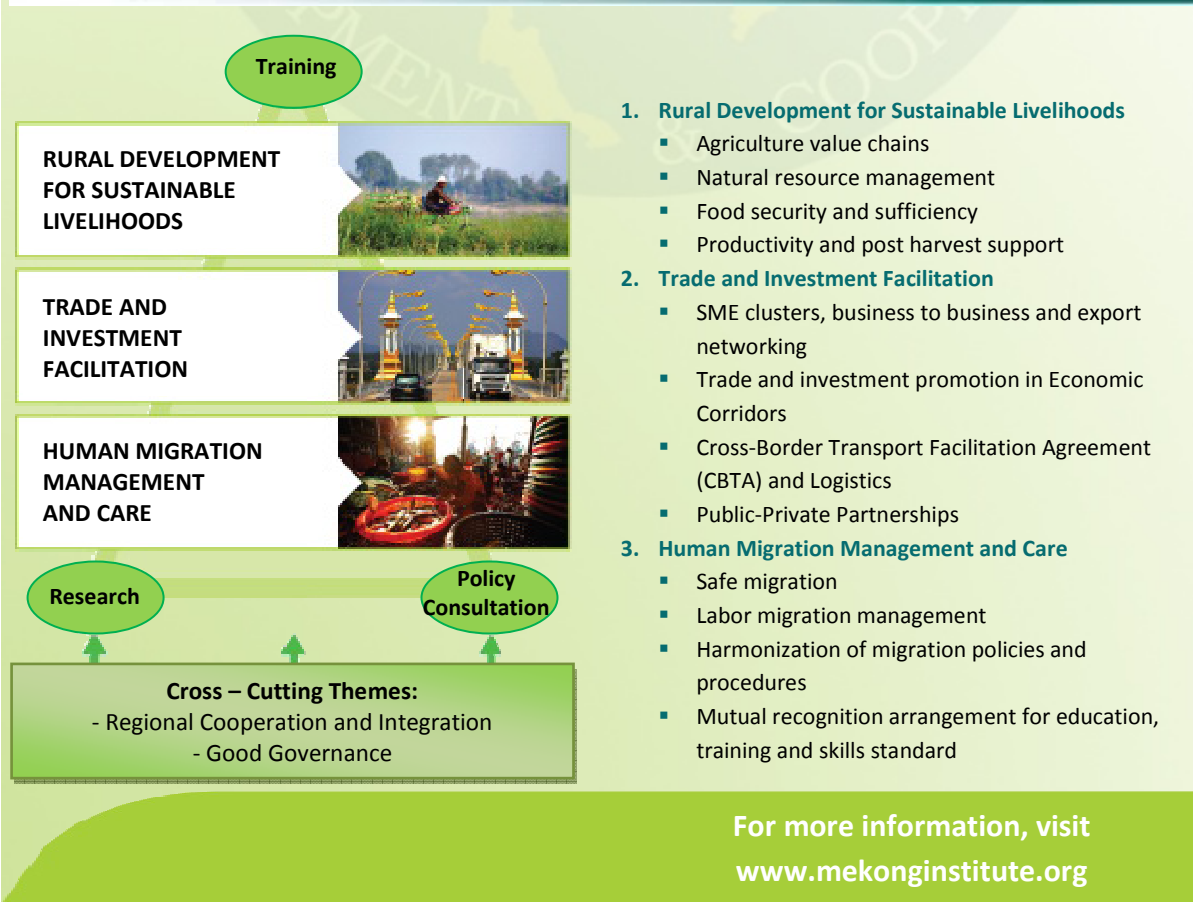 Training
RURAL DEVELOPMENT
FOR SUSTAINABLE
LIVELIHOODS
TRADE AND
INVESTMENT
FACILITATION
HUMAN MIGRATION
MANAGEMENT
AND CARE
Research
Policy
Consultation
Cross – Cutting Themes:
- Regional Cooperation and Integration
- Good Governance
1. Rural Development for Sustainable Livelihoods
▪ Agriculture value chains
▪ Natural resource management
▪ Food security and sufficiency
▪ Productivity and post harvest support
2. Trade and Investment Facilitation
▪ SME clusters, business to business and export
networking
▪ Trade and investment promotion in Economic
Corridors
▪ Cross-Border Transport Facilitation Agreement
(CBTA) and Logistics
▪ Public-Private Partnerships
3. Human Migration Management and Care
▪ Safe migration
▪ Labor migration management
▪ Harmonization of migration policies and
procedures
▪ Mutual recognition arrangement for education,
training and skills standard
For more information, visit
www.mekonginstitute.org